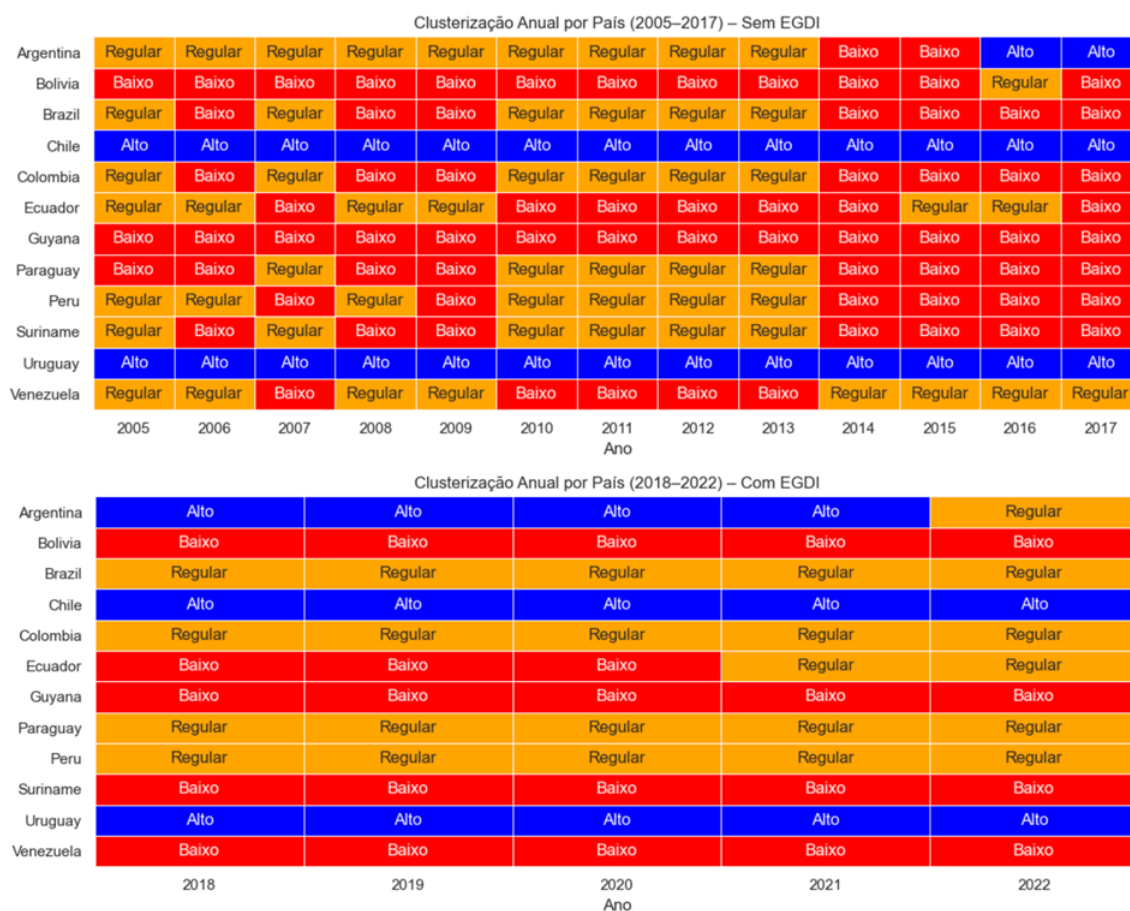 Clusterização Anual por País (2005–2017) – Sem EGDI
Argentina Regular Regular Regular Regular Regular Regular Regular Regular Regular Baixo Baixo Alto Alto
Bolivia Baixo Baixo Baixo Baixo Baixo Baixo Baixo Baixo Baixo Baixo Baixo Regular Baixo
Brazil Regular Baixo Regular Baixo Baixo Regular Regular Regular Regular Baixo Baixo Baixo Baixo
Chile Alto Alto Alto Alto Alto Alto Alto Alto Alto Alto Alto Alto Alto
Colombia Regular Baixo Regular Baixo Baixo Regular Regular Regular Regular Baixo Baixo Baixo Baixo
Ecuador Regular Regular Baixo Regular Regular Baixo Baixo Baixo Baixo Baixo Regular Regular Baixo
Guyana Baixo Baixo Baixo Baixo Baixo Baixo Baixo Baixo Baixo Baixo Baixo Baixo Baixo
Paraguay Baixo Baixo Regular Baixo Baixo Regular Regular Regular Regular Baixo Baixo Baixo Baixo
Peru Regular Regular Baixo Regular Baixo Regular Regular Regular Regular Baixo Baixo Baixo Baixo
Suriname Regular Baixo Regular Baixo Baixo Regular Regular Regular Regular Baixo Baixo Baixo Baixo
Uruguay Alto Alto Alto Alto Alto Alto Alto Alto Alto Alto Alto Alto Alto
Venezuela Regular Regular Baixo Regular Regular Baixo Baixo Baixo Baixo Regular Regular Regular Regular
2005 2006 2007 2008 2009 2010 2011 2012 2013 2014 2015 2016 2017
Ano
Clusterização Anual por País (2018–2022) – Com EGDI
Argentina Alto Alto Alto Alto Regular
Bolivia Baixo Baixo Baixo Baixo Baixo
Brazil Regular Regular Regular Regular Regular
Chile Alto Alto Alto Alto Alto
Colombia Regular Regular Regular Regular Regular
Ecuador Baixo Baixo Baixo Regular Regular
Guyana Baixo Baixo Baixo Baixo Baixo
Paraguay Regular Regular Regular Regular Regular
Peru Regular Regular Regular Regular Regular
Suriname Baixo Baixo Baixo Baixo Baixo
Uruguay Alto Alto Alto Alto Alto
Venezuela Baixo Baixo Baixo Baixo Baixo
2018 2019 2020 2021 2022
Ano